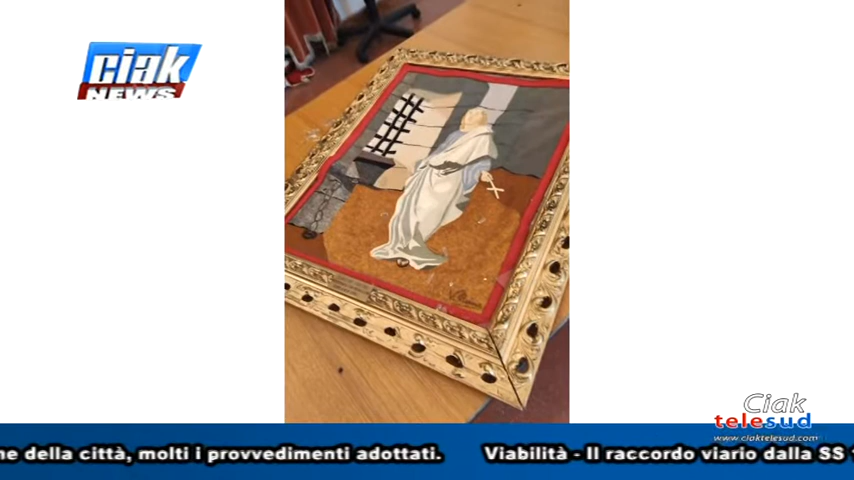 ciak
NEWS
Ciak
telesud
www.ciaktelesud.com
ne della città, molti i provvedimenti adottati. Viabilità - Il raccordo viario dalla SS